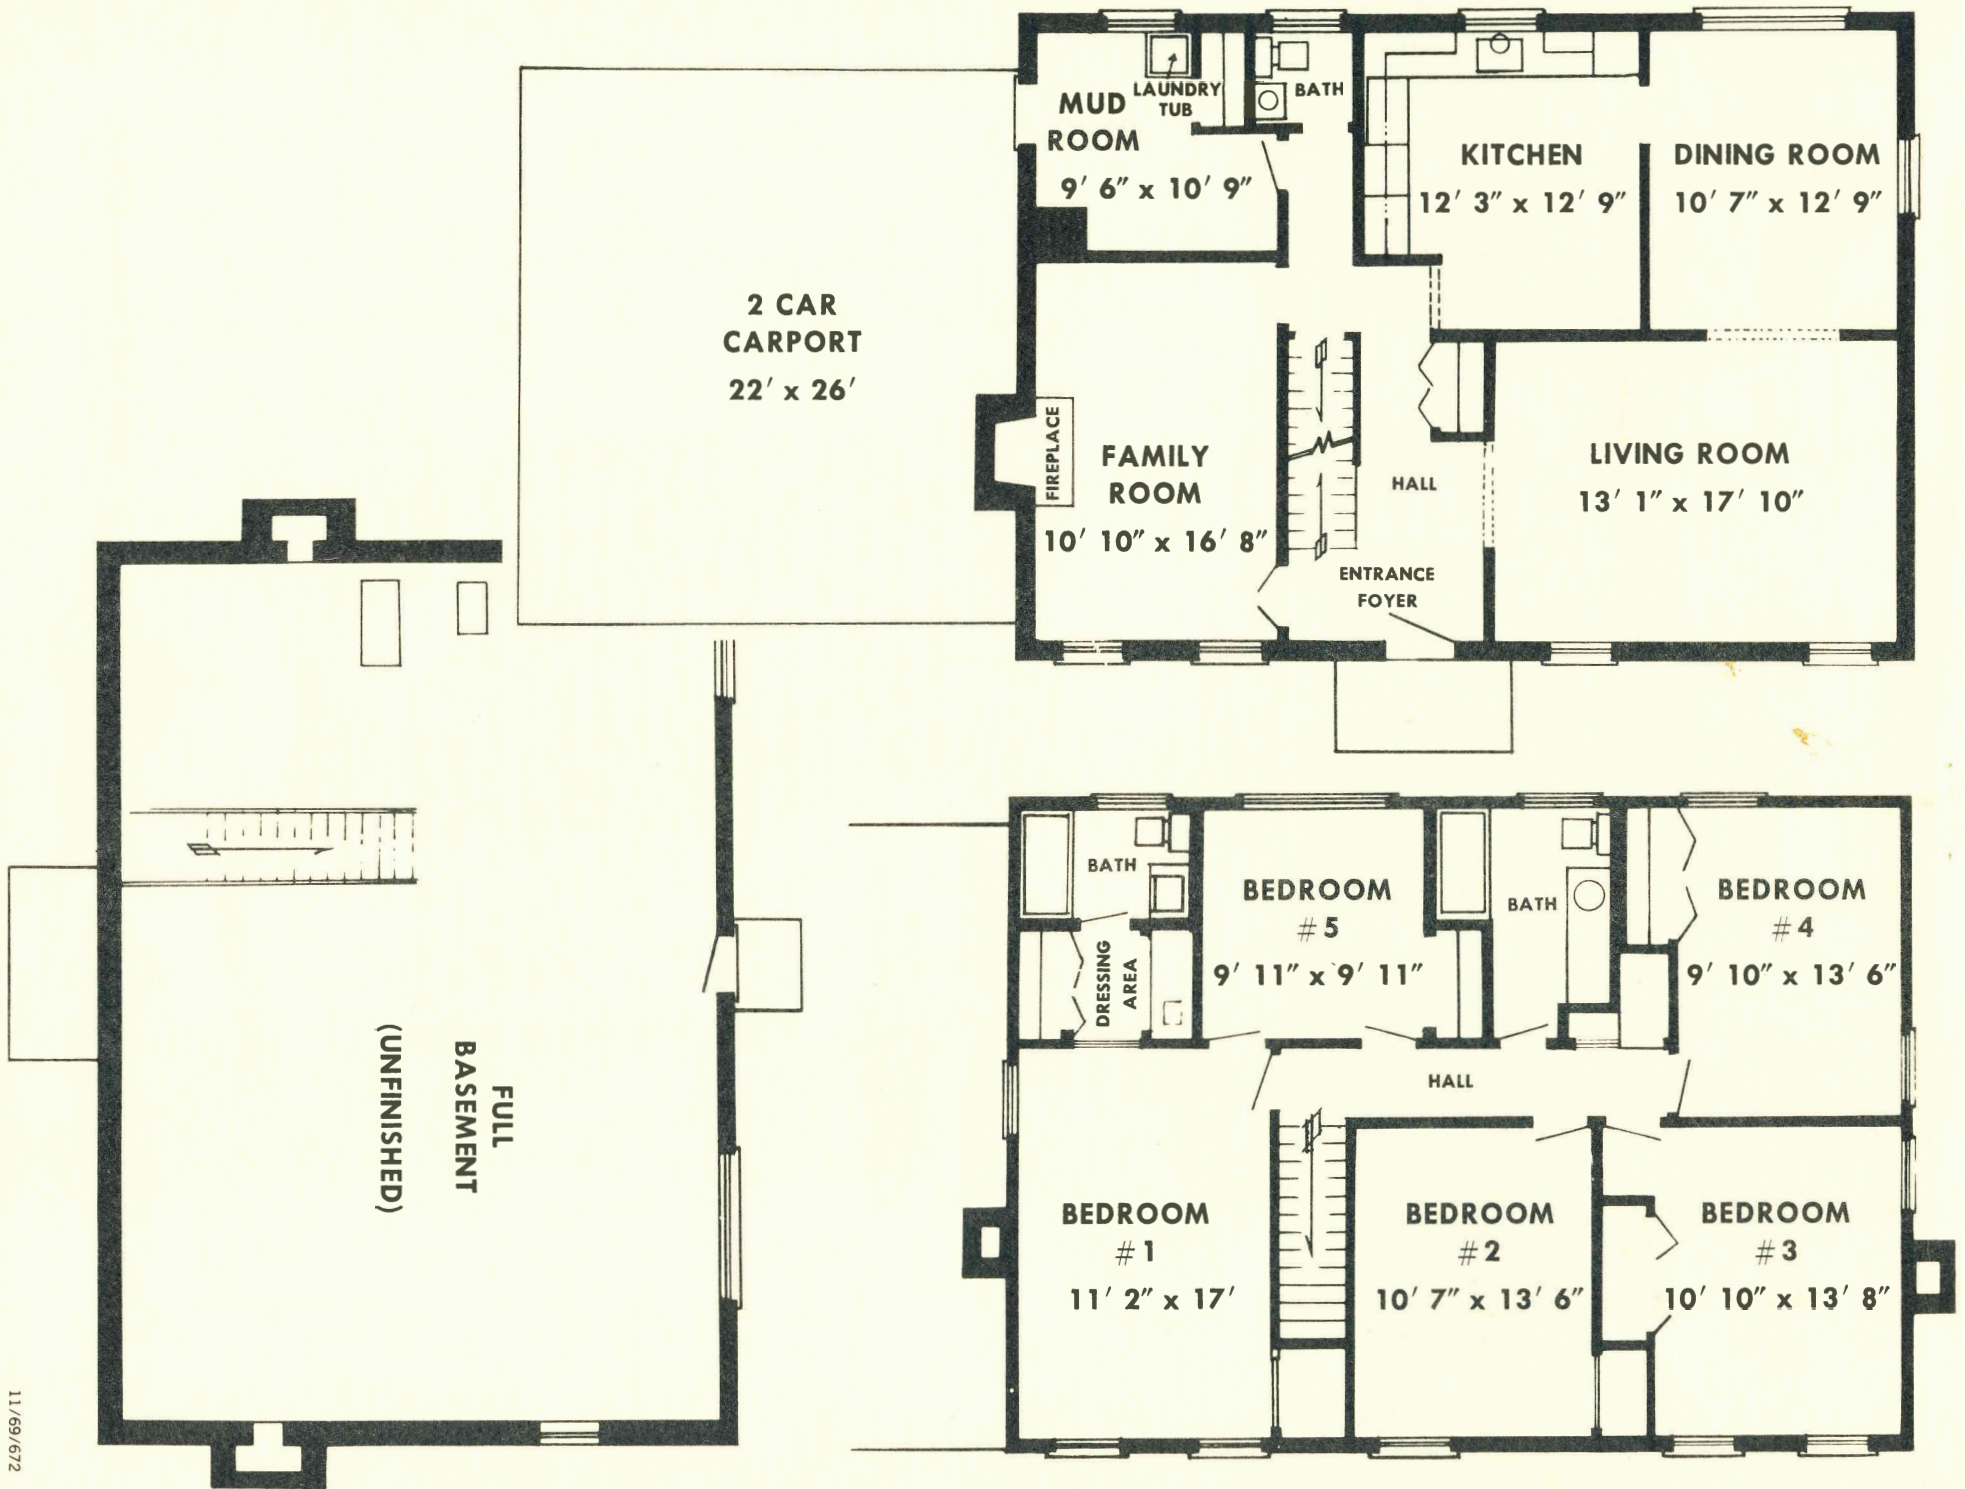 MUD
ROOM
9′ 6″ x 10′ 9″
LAUNDRY
TUB
BATH
KITCHEN
12′ 3″ x 12′ 9″
DINING ROOM
10′ 7″ x 12′ 9″
2 CAR
CARPORT
22′ x 26′
FIREPLACE
FAMILY
ROOM
10′ 10″ x 16′ 8″
HALL
LIVING ROOM
13′ 1″ x 17′ 10″
ENTRANCE
FOYER
FULL
BASEMENT
(UNFINISHED)
BATH
DRESSING
AREA
BEDROOM
#5
9′ 11″ x 9′ 11″
BATH
BEDROOM
#4
9′ 10″ x 13′ 6″
HALL
BEDROOM
#1
11′ 2″ x 17′
BEDROOM
#2
10′ 7″ x 13′ 6″
BEDROOM
#3
10′ 10″ x 13′ 8″
11/69/672